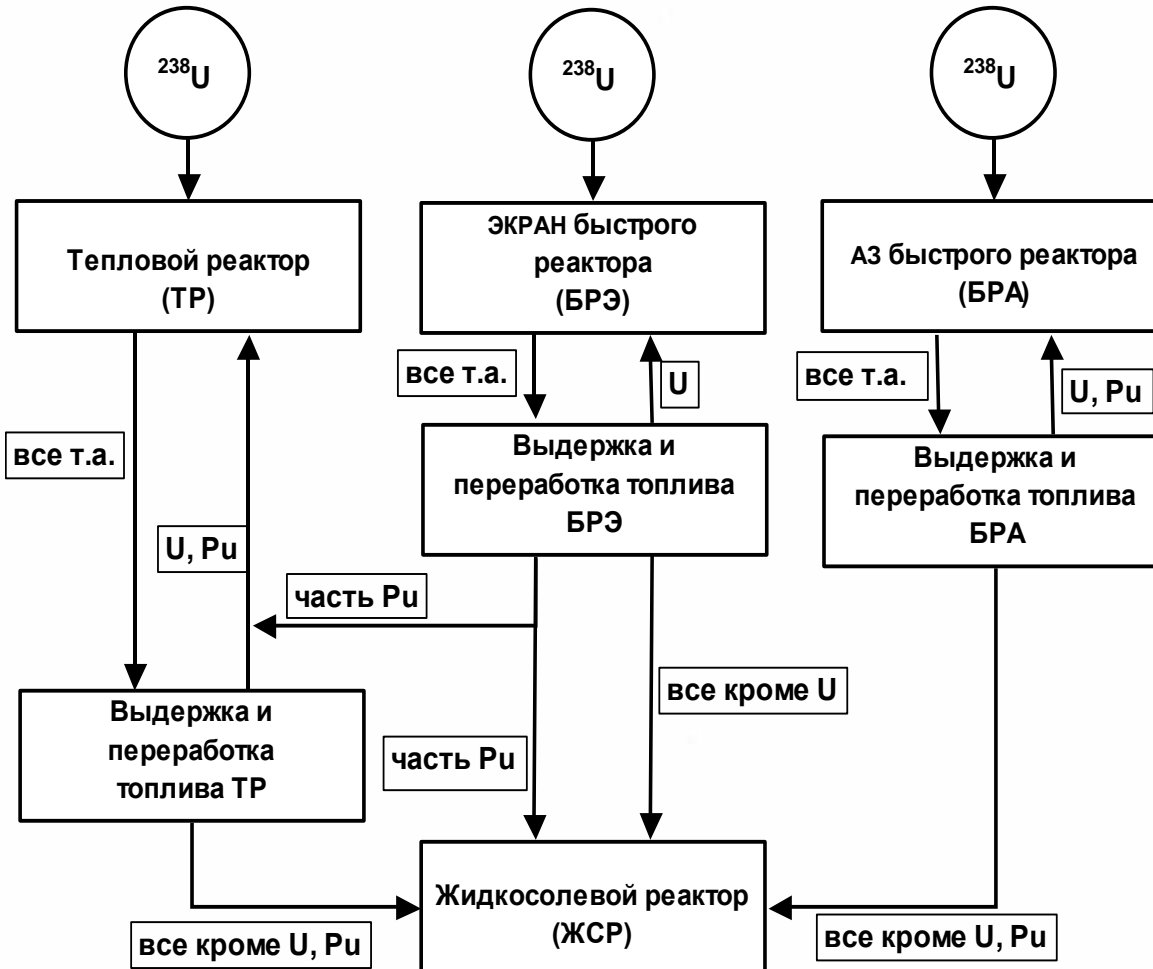 238U
238U
238U
Тепловой реактор
(ТР)
ЭКРАН быстрого
реактора
(БРЭ)
АЗ быстрого реактора
(БРА)
все т.а.
U
все т.а.
U, Pu
все т.а.
Выдержка и
переработка топлива
БРЭ
Выдержка и
переработка топлива
БРА
U, Pu
часть Pu
все кроме U
Выдержка и
переработка
топлива ТР
часть Pu
Жидкосолевой реактор
(ЖСР)
все кроме U, Pu
все кроме U, Pu